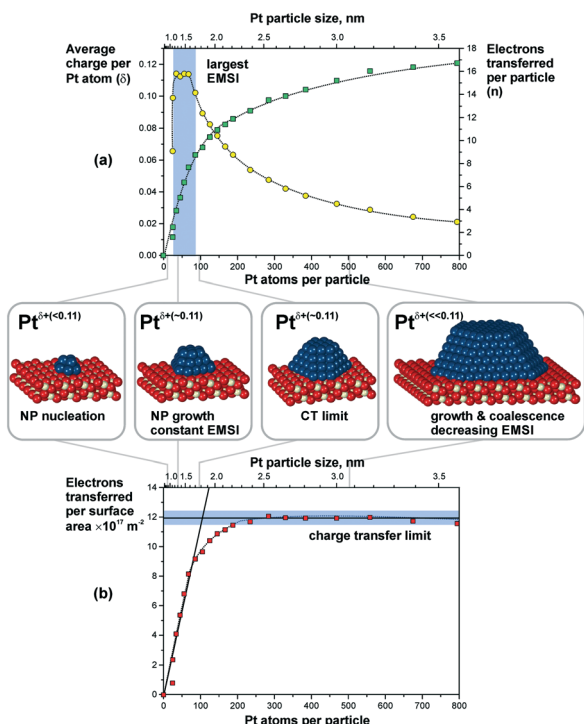 Pt particle size, nm
1.0 1.5 2.0 2.5 3.0 3.5
Average charge per Pt atom (δ)
largest EMSI
Electrons transferred per particle (n)
0.12 0.10 0.08 0.06 0.04 0.02 0.00
18 16 14 12 10 8 6 4 2 0
(a)
0 100 200 300 400 500 600 700 800
Pt atoms per particle
Pt δ+(<0.11)
NP nucleation
Pt δ+(~0.11)
NP growth
constant EMSI
Pt δ+(~0.11)
CT limit
Pt δ+(<<0.11)
growth & coalescence
decreasing EMSI
Pt particle size, nm
1.0 1.5 2.0 2.5 3.0 3.5
Electrons
transferred
per surface
area ×10¹⁷ m⁻²
14 12 10 8 6 4 2 0
charge transfer limit
(b)
0 100 200 300 400 500 600 700 800
Pt atoms per particle